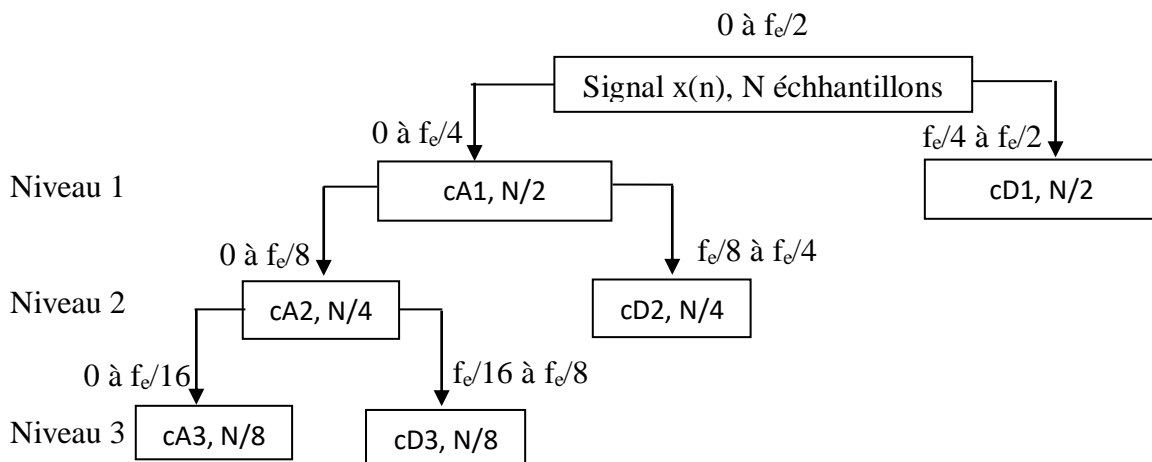 0 à fe/2
Signal x(n), N échhantillons
0 à fe/4
fe/4 à fe/2
Niveau 1
cA1, N/2
cD1, N/2
0 à fe/8
fe/8 à fe/4
Niveau 2
cA2, N/4
cD2, N/4
0 à fe/16
fe/16 à fe/8
Niveau 3
cA3, N/8
cD3, N/8